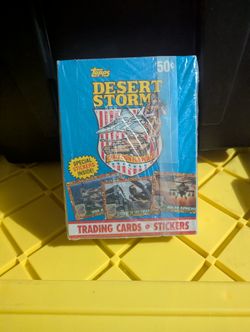 Topps
50¢
DESERT
STORM
SPECIAL
STICKERS
INSIDE!
TRADING CARDS • STICKERS